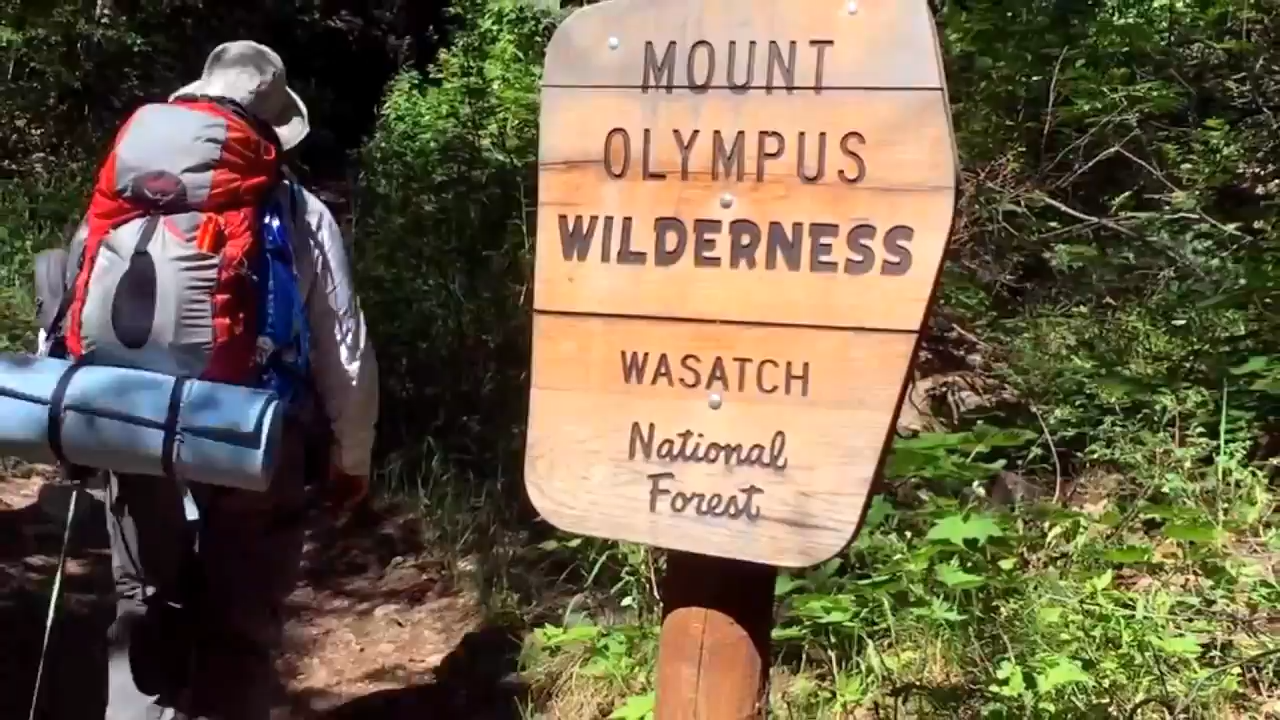 MOUNT
OLYMPUS
WILDERNESS
WASATCH
National
Forest